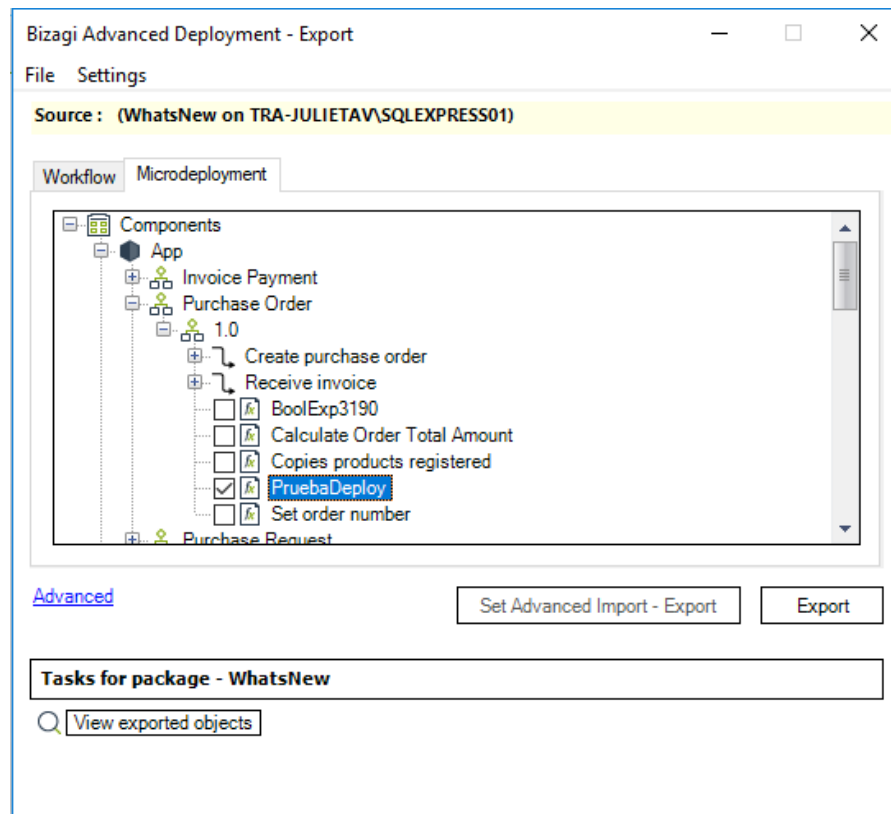 Bizagi Advanced Deployment - Export
File Settings
Source : (WhatsNew on TRA-JULIETAV\SQLEXPRESS01)
Workflow Microdeployment
Components
App
Invoice Payment
Purchase Order
1.0
Create purchase order
Receive invoice
BoolExp3190
Calculate Order Total Amount
Copies products registered
PruebaDeploy
Set order number
Purchase Request
Advanced Set Advanced Import - Export Export
Tasks for package - WhatsNew
View exported objects